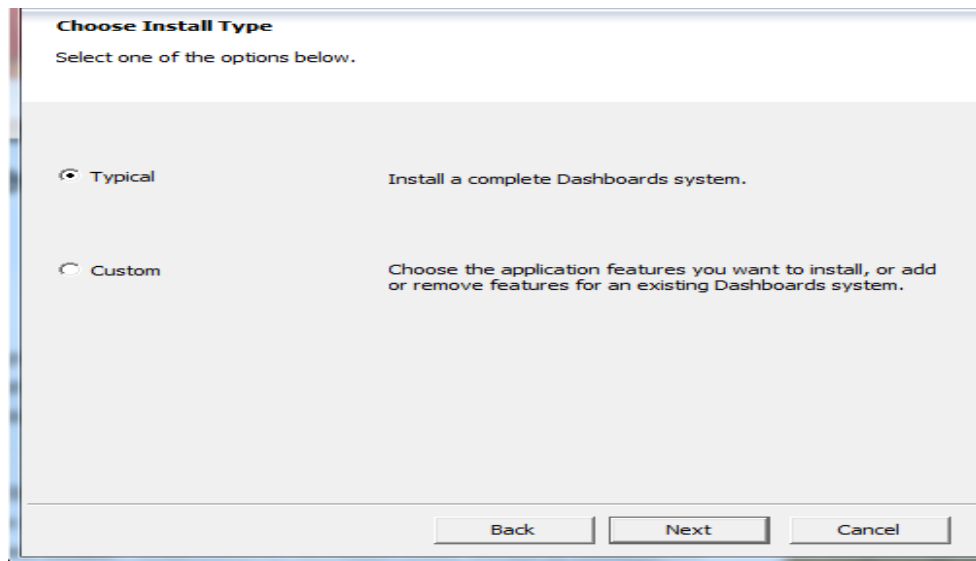 Choose Install Type
Select one of the options below.
Typical
Install a complete Dashboards system.
Custom
Choose the application features you want to install, or add
or remove features for an existing Dashboards system.
Back
Next
Cancel